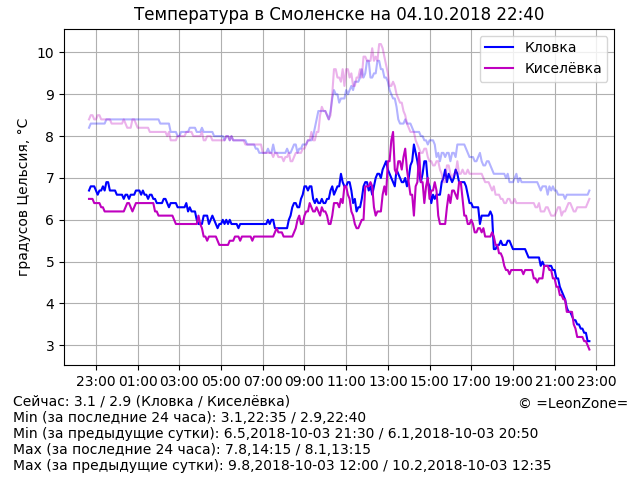 Температура в Смоленске на 04.10.2018 22:40
Кловка
Киселёвка
градусов Цельсия, °C
10
9
8
7
6
5
4
3
23:00 01:00 03:00 05:00 07:00 09:00 11:00 13:00 15:00 17:00 19:00 21:00 23:00
Сейчас: 3.1 / 2.9 (Кловка / Киселёвка)
© =LeonZone=
Min (за последние 24 часа): 3.1,22:35 / 2.9,22:40
Min (за предыдущие сутки): 6.5,2018-10-03 21:30 / 6.1,2018-10-03 20:50
Max (за последние 24 часа): 7.8,14:15 / 8.1,13:15
Max (за предыдущие сутки): 9.8,2018-10-03 12:00 / 10.2,2018-10-03 12:35